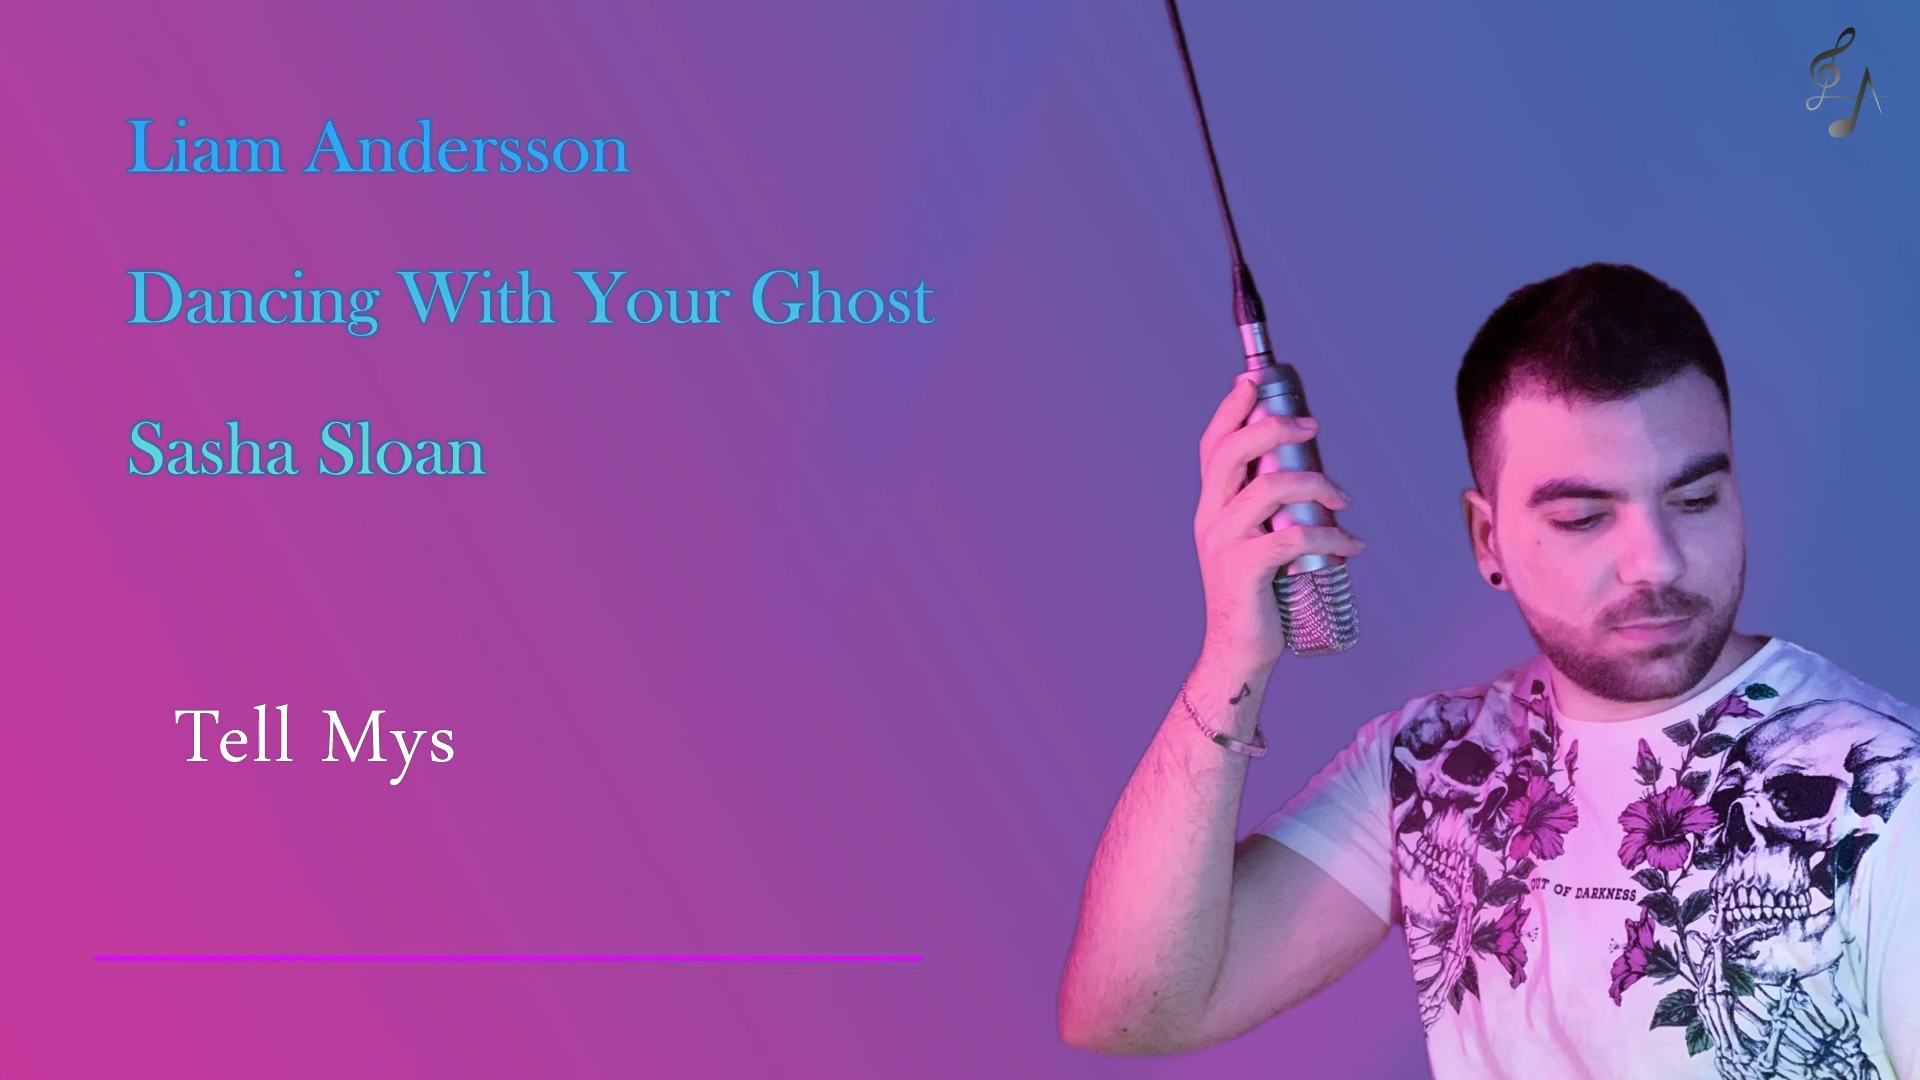 Liam Andersson
Dancing With Your Ghost
Sasha Sloan
Tell Mys
OUT OF DARKNESS